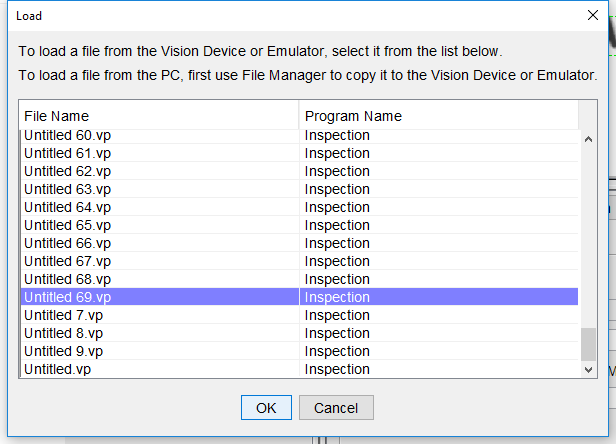 Load
To load a file from the Vision Device or Emulator, select it from the list below.
To load a file from the PC, first use File Manager to copy it to the Vision Device or Emulator.
File Name Program Name
Untitled 60.vp Inspection
Untitled 61.vp Inspection
Untitled 62.vp Inspection
Untitled 63.vp Inspection
Untitled 64.vp Inspection
Untitled 65.vp Inspection
Untitled 66.vp Inspection
Untitled 67.vp Inspection
Untitled 68.vp Inspection
Untitled 69.vp Inspection
Untitled 7.vp Inspection
Untitled 8.vp Inspection
Untitled 9.vp Inspection
Untitled.vp Inspection
OK Cancel